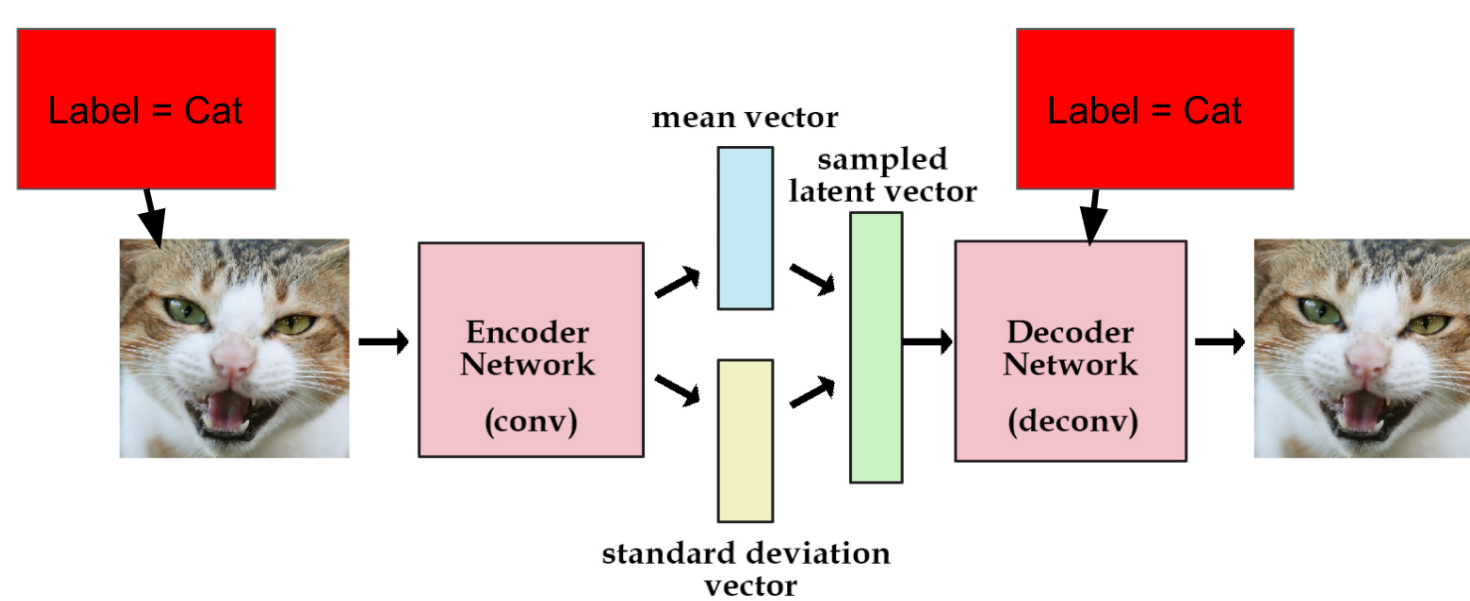 Label = Cat
Label = Cat
mean vector
sampled
latent vector
Encoder
Network
(conv)
Decoder
Network
(deconv)
standard deviation
vector